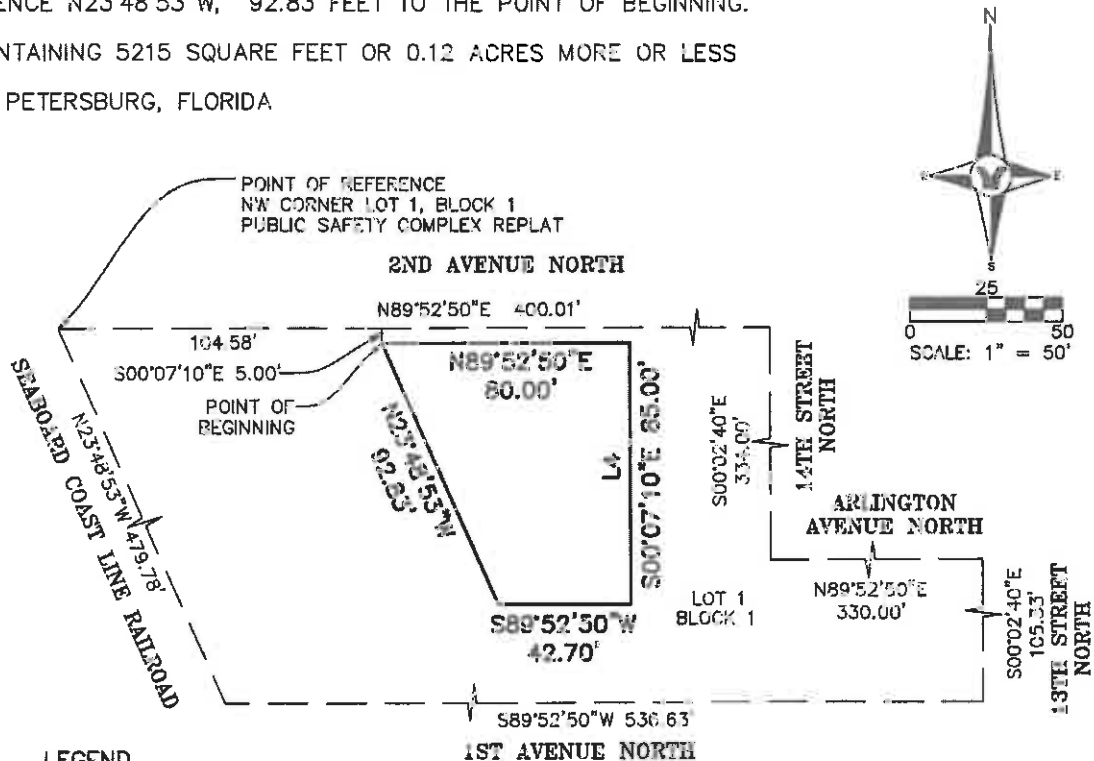 ENCE N23°48'53"W, 92.83 FEET TO THE POINT OF BEGINNING.
NTAINING 5215 SQUARE FEET OR 0.12 ACRES MORE OR LESS
PETERSBURG, FLORIDA
N
POINT OF REFERENCE
NW CORNER LOT 1, BLOCK 1
PUBLIC SAFETY COMPLEX REPLAT
2ND AVENUE NORTH
E
S
25
0 50
SCALE: 1" = 50'
N89°52'50"E 400.01'
104.58'
S00°07'10"E 5.00'
N89°52'50"E
80.00'
POINT OF
BEGINNING
SEABOARD COAST LINE RAILROAD
N23°48'53"W 479.78'
N23°48'53"W
92.83'
L4
S00°07'10"E 85.00'
S00°02'40"E
334.00'
14TH STREET
NORTH
ARLINGTON
AVENUE NORTH
N89°52'50"E
330.00'
S00°02'40"E
105.33'
13TH STREET
NORTH
LOT 1
BLOCK 1
S89°52'50"W
42.70'
S89°52'50"W 536.63'
1ST AVENUE NORTH
LEGEND